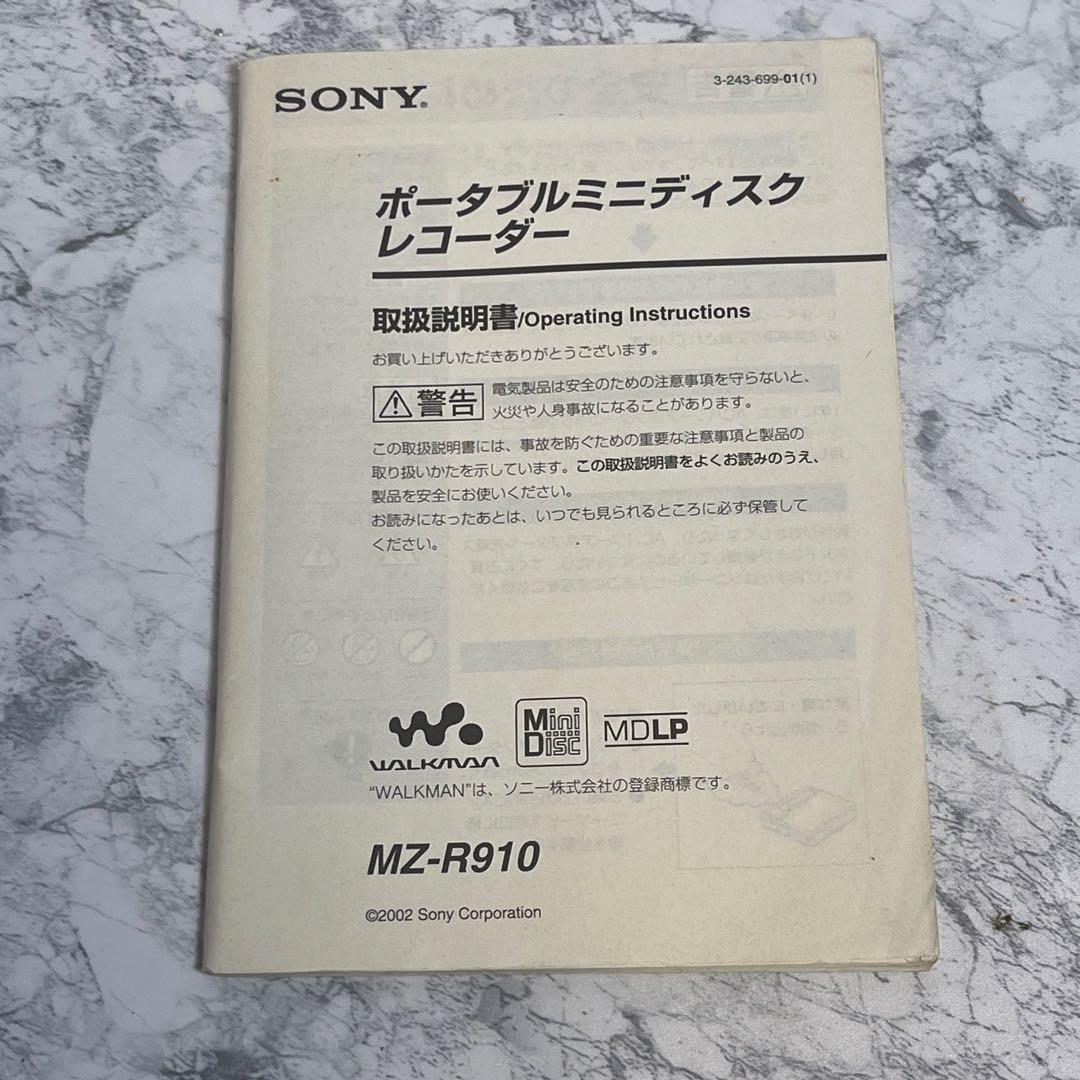 SONY®
3-243-699-01(1)
ポータブルミニディスク
レコーダー
取扱説明書/Operating Instructions
お買い上げいただきありがとうございます。
警告
電気製品は安全のための注意事項を守らないと、
火災や人身事故になることがあります。
この取扱説明書には、事故を防ぐための重要な注意事項と製品の
取り扱いかたを示しています。この取扱説明書をよくお読みのうえ、
製品を安全にお使いください。
お読みになったあとは、いつでも見られるところに必ず保管して
ください。
WALKMAN
Mini
Disc
MDLP
“WALKMAN”は、ソニー株式会社の登録商標です。
MZ-R910
©2002 Sony Corporation